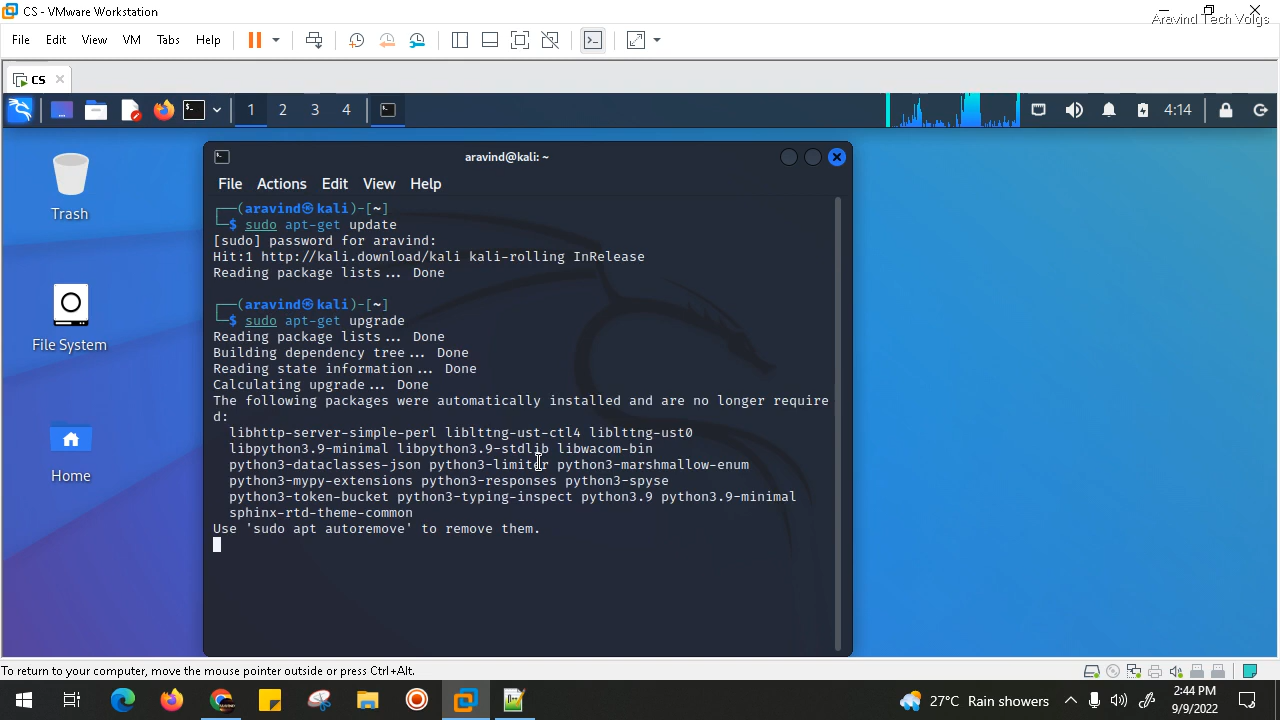 CS - VMware Workstation
Aravind Tech Volgs
File Edit View VM Tabs Help
CS
1 2 3 4
4:14
Trash
File System
Home
aravind@kali: ~
File Actions Edit View Help
┌──(aravind㉿kali)-[~]
└─$ sudo apt-get update
[sudo] password for aravind:
Hit:1 http://kali.download/kali kali-rolling InRelease
Reading package lists... Done
┌──(aravind㉿kali)-[~]
└─$ sudo apt-get upgrade
Reading package lists... Done
Building dependency tree... Done
Reading state information... Done
Calculating upgrade... Done
The following packages were automatically installed and are no longer require
d:
libhttp-server-simple-perl liblttng-ust-ctl4 liblttng-ust0
libpython3.9-minimal libpython3.9-stdlib libwacom-bin
python3-dataclasses-json python3-limiter python3-marshmallow-enum
python3-mypy-extensions python3-responses python3-spyse
python3-token-bucket python3-typing-inspect python3.9 python3.9-minimal
sphinx-rtd-theme-common
Use 'sudo apt autoremove' to remove them.
To return to your computer, move the mouse pointer outside or press Ctrl+Alt.
27°C Rain showers
2:44 PM
9/9/2022